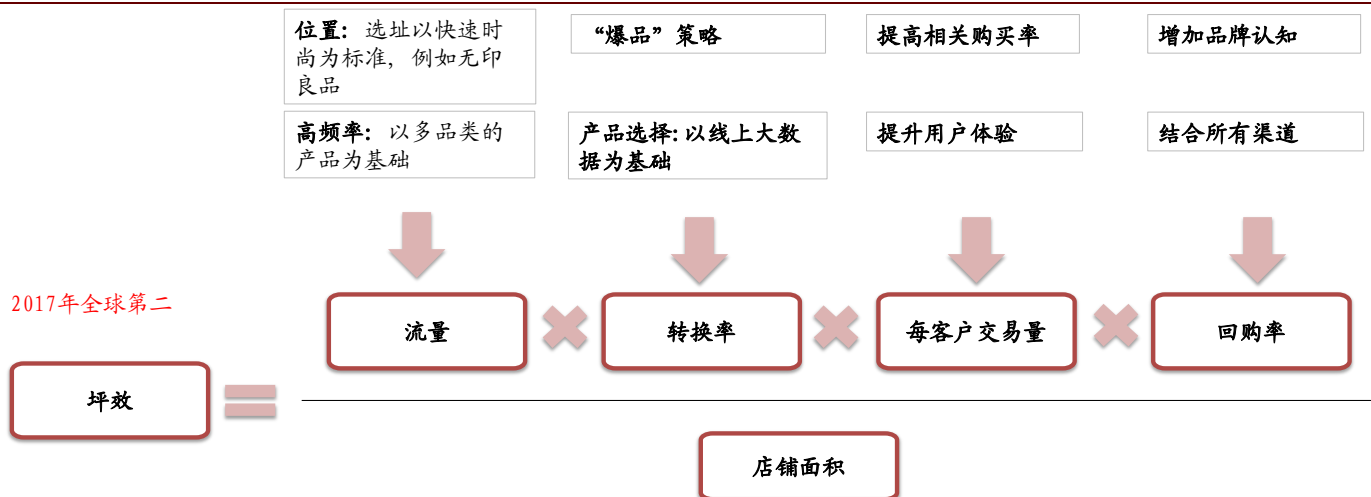 位置：选址以快速时
尚为标准，例如无印
良品
“爆品”策略
提高相关购买率
增加品牌认知
高频率：以多品类的
产品为基础
产品选择:以线上大数
据为基础
提升用户体验
结合所有渠道
2017年全球第二
流量
转换率
每客户交易量
回购率
坪效
店铺面积